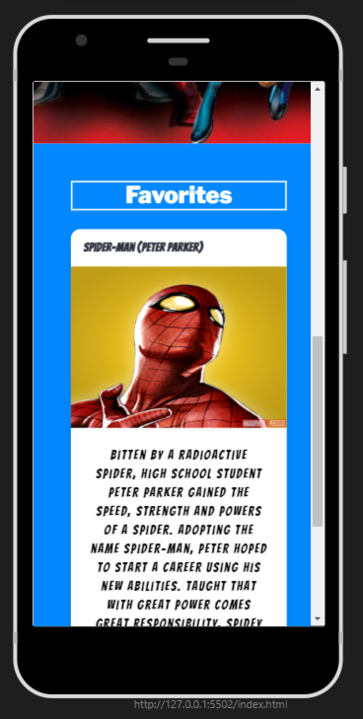 Favorites
SPIDER-MAN (PETER PARKER)
MARVEL
BITTEN BY A RADIOACTIVE
SPIDER, HIGH SCHOOL STUDENT
PETER PARKER GAINED THE
SPEED, STRENGTH AND POWERS
OF A SPIDER. ADOPTING THE
NAME SPIDER-MAN, PETER HOPED
TO START A CAREER USING HIS
NEW ABILITIES. TAUGHT THAT
WITH GREAT POWER COMES
GREAT RESPONSIBILITY, SPIDEY
http://127.0.0.1:5502/index.html